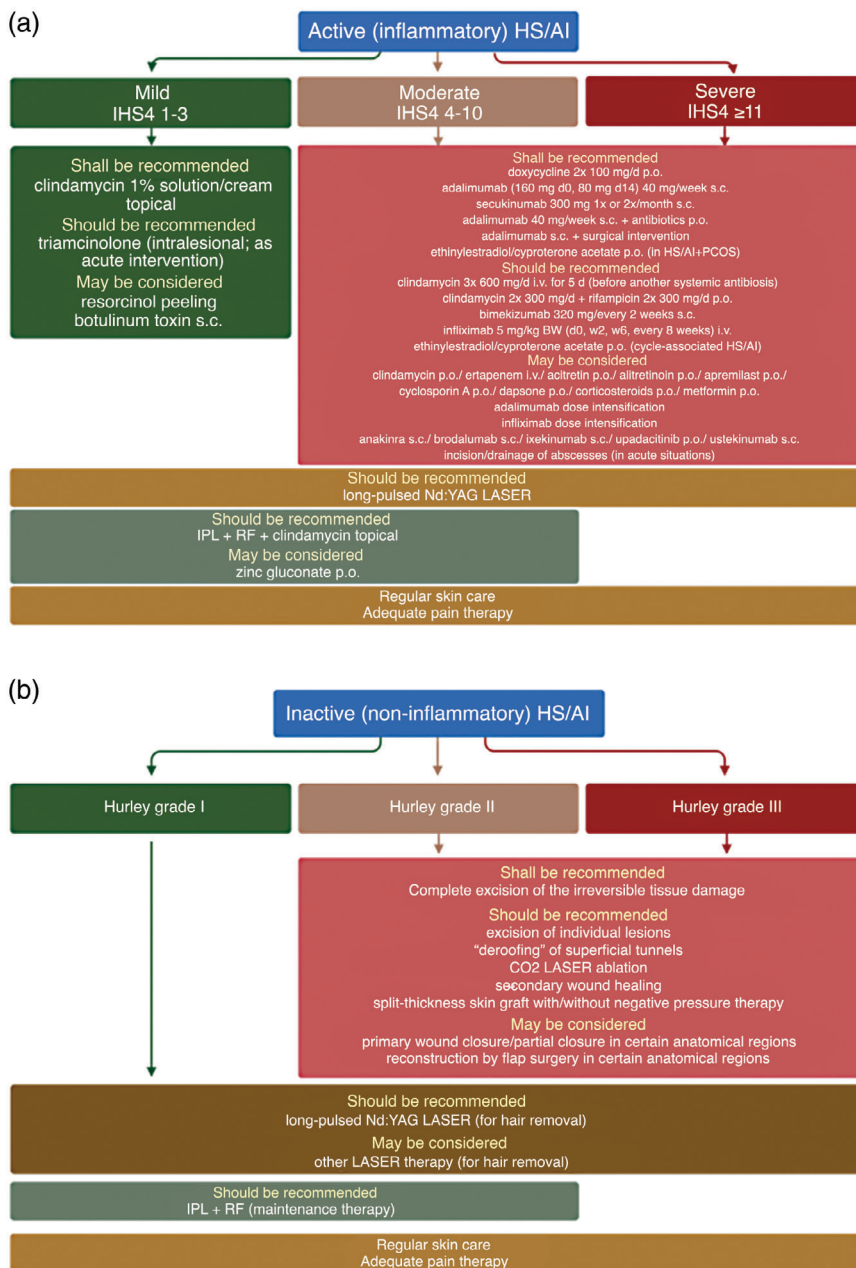 (a)
Active (inflammatory) HS/AI
Mild
IHS4 1-3
Moderate
IHS4 4-10
Severe
IHS4 ≥11
Shall be recommended
clindamycin 1% solution/cream
topical
Should be recommended
triamcinolone (intralesional; as
acute intervention)
May be considered
resorcinol peeling
botulinum toxin s.c.
Shall be recommended
doxycycline 2x 100 mg/d p.o.
adalimumab (160 mg d0, 80 mg d14) 40 mg/week s.c.
secukinumab 300 mg 1x or 2x/month s.c.
adalimumab 40 mg/week s.c. + antibiotics p.o.
adalimumab s.c. + surgical intervention
ethinylestradiol/cyproterone acetate p.o. (in HS/AI+PCOS)
Should be recommended
clindamycin 3x 600 mg/d i.v. for 5 d (before another systemic antibiosis)
clindamycin 2x 300 mg/d + rifampicin 2x 300 mg/d p.o.
bimekizumab 320 mg/every 2 weeks s.c.
infliximab 5 mg/kg BW (d0, w2, w6, every 8 weeks) i.v.
ethinylestradiol/cyproterone acetate p.o. (cycle-associated HS/AI)
May be considered
clindamycin p.o./ ertapenem i.v./ acitretin p.o./ alitretinoin p.o./ apremilast p.o./
cyclosporin A p.o./ dapsone p.o./ corticosteroids p.o./ metformin p.o.
adalimumab dose intensification
infliximab dose intensification
anakinra s.c./ brodalumab s.c./ ixekinumab s.c./ upadacitinib p.o./ ustekinumab s.c.
incision/drainage of abscesses (in acute situations)
Should be recommended
long-pulsed Nd:YAG LASER
Should be recommended
IPL + RF + clindamycin topical
May be considered
zinc gluconate p.o.
Regular skin care
Adequate pain therapy
(b)
Inactive (non-inflammatory) HS/AI
Hurley grade I
Hurley grade II
Hurley grade III
Shall be recommended
Complete excision of the irreversible tissue damage
Should be recommended
excision of individual lesions
"deroofing" of superficial tunnels
CO2 LASER ablation
secondary wound healing
split-thickness skin graft with/without negative pressure therapy
May be considered
primary wound closure/partial closure in certain anatomical regions
reconstruction by flap surgery in certain anatomical regions
Should be recommended
long-pulsed Nd:YAG LASER (for hair removal)
May be considered
other LASER therapy (for hair removal)
Should be recommended
IPL + RF (maintenance therapy)
Regular skin care
Adequate pain therapy